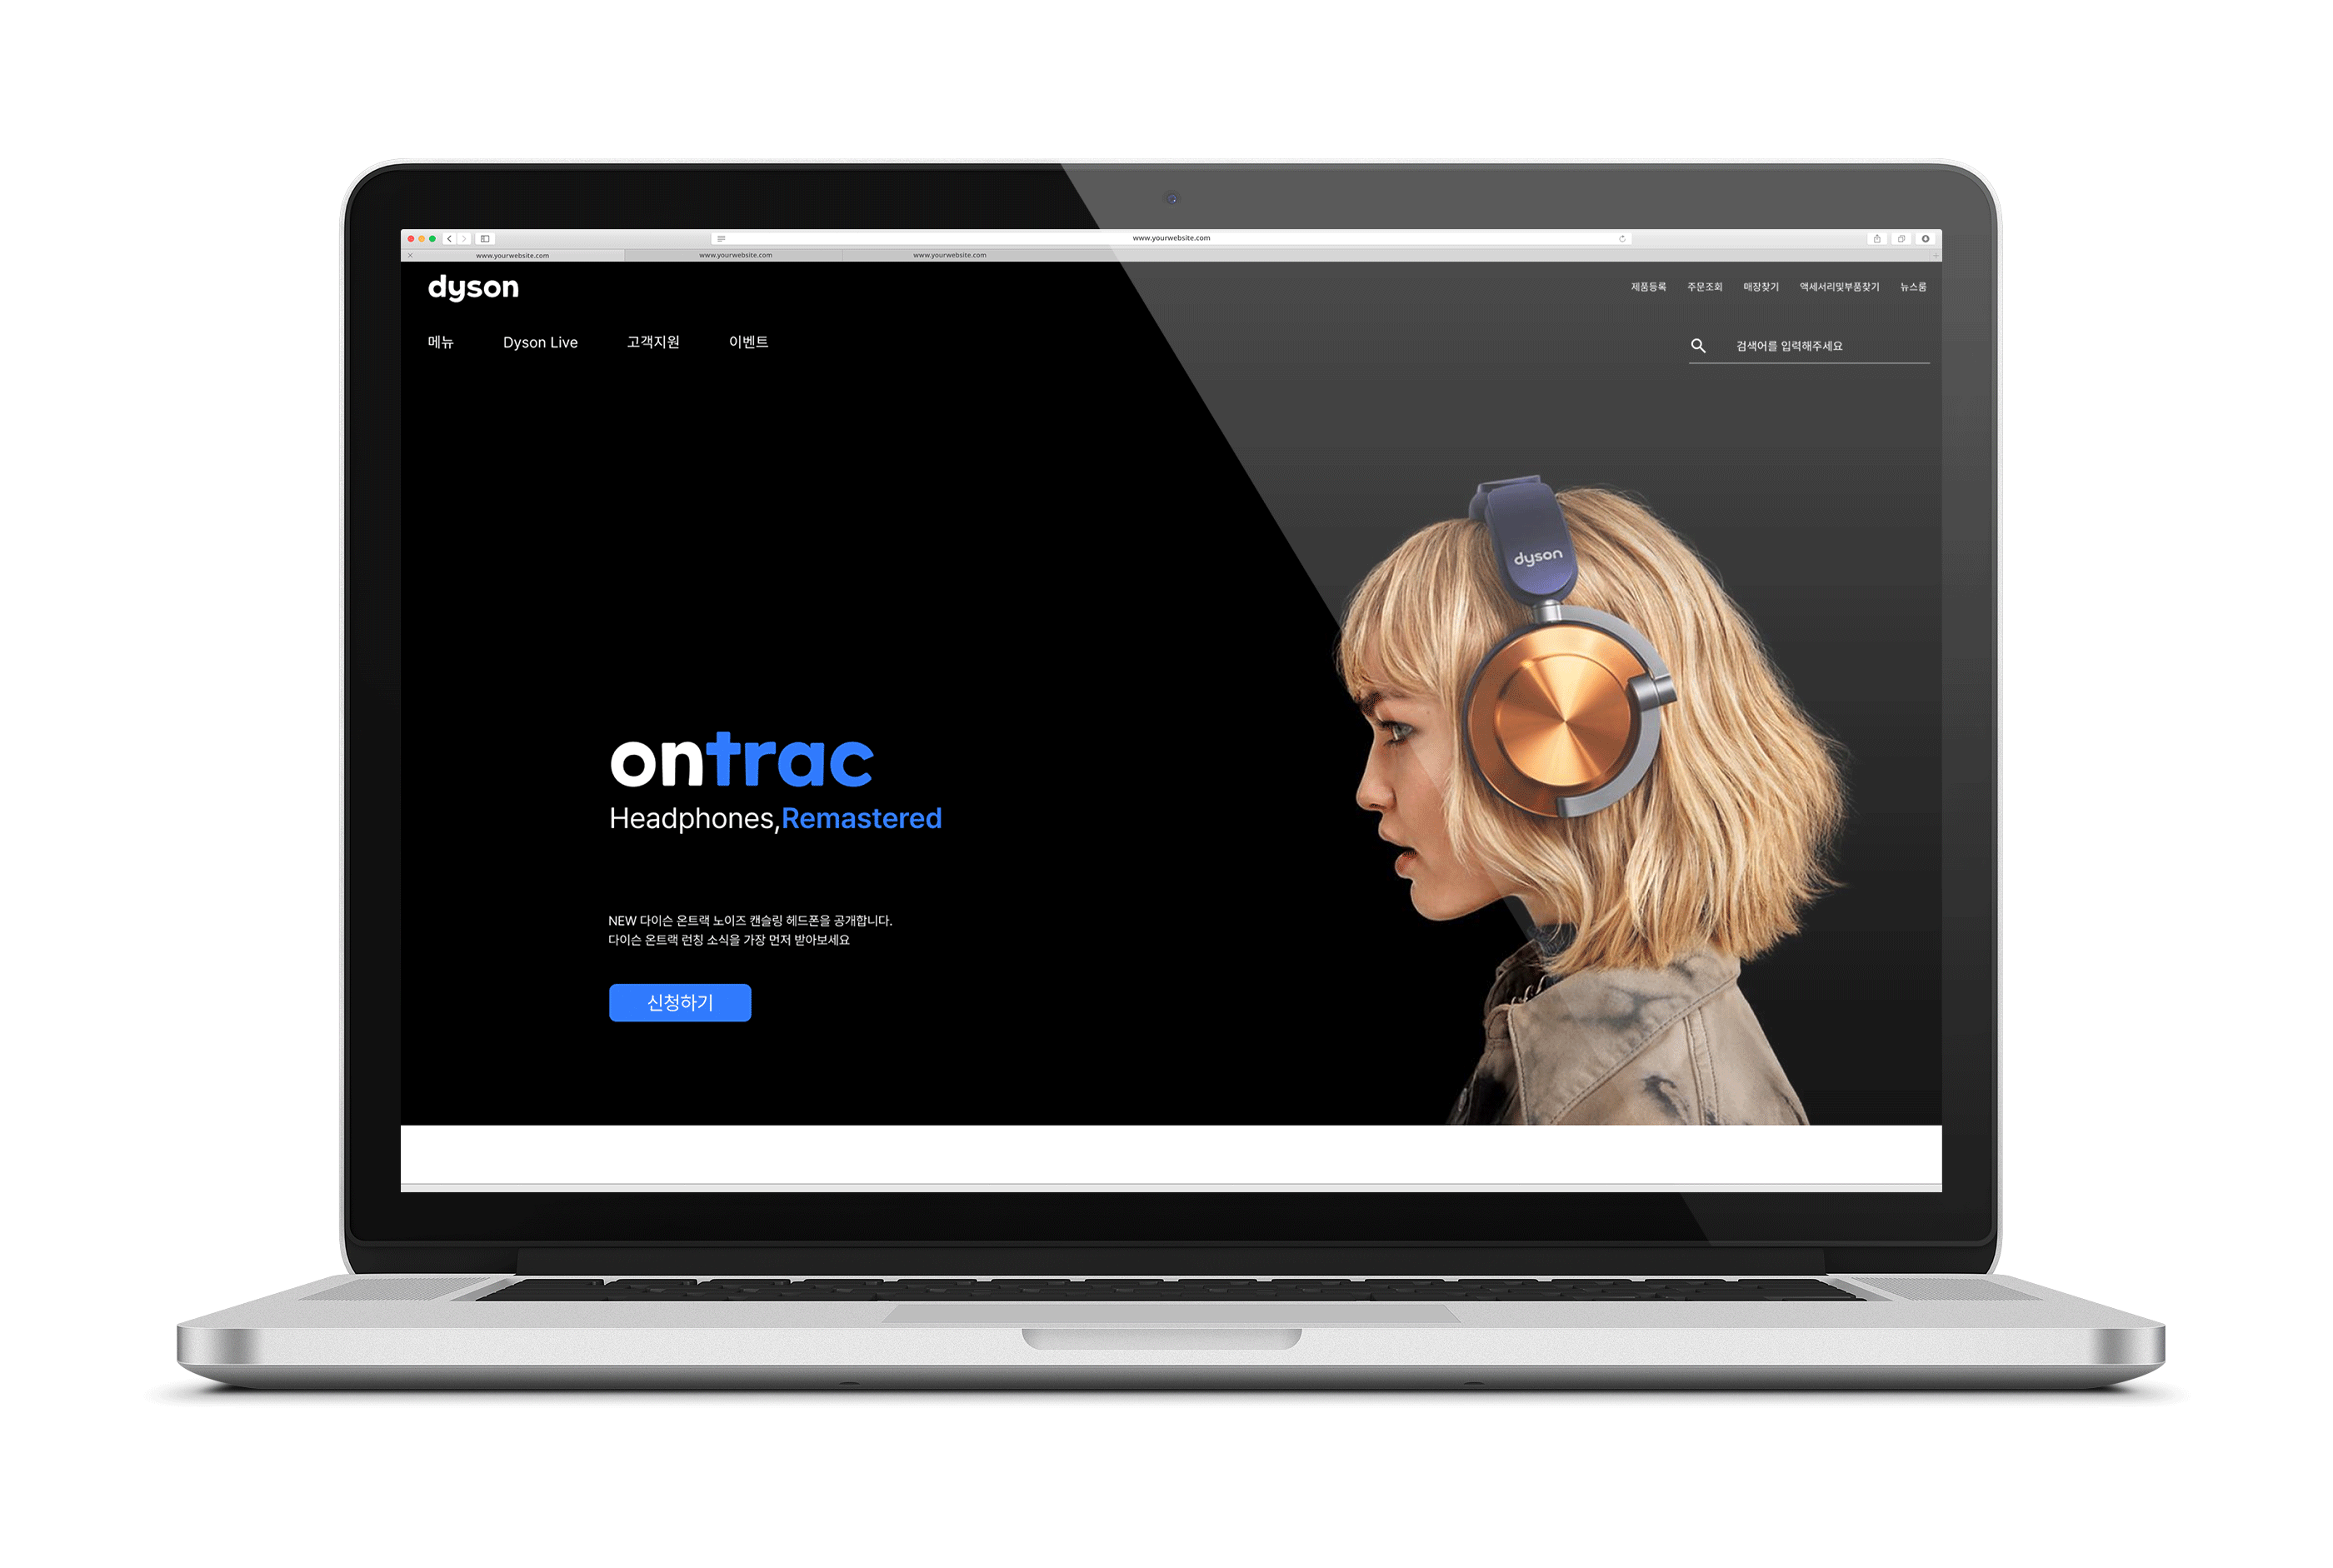 www.yourwebsite.com
www.yourwebsite.com www.yourwebsite.com www.yourwebsite.com
dyson
제품등록 주문조회 매장찾기 액세서리및부품찾기 뉴스룸
메뉴 Dyson Live 고객지원 이벤트
검색어를 입력해주세요
dyson
ontrac
Headphones,Remastered
NEW 다이슨 온트랙 노이즈 캔슬링 헤드폰을 공개합니다.
다이슨 온트랙 런칭 소식을 가장 먼저 받아보세요
신청하기